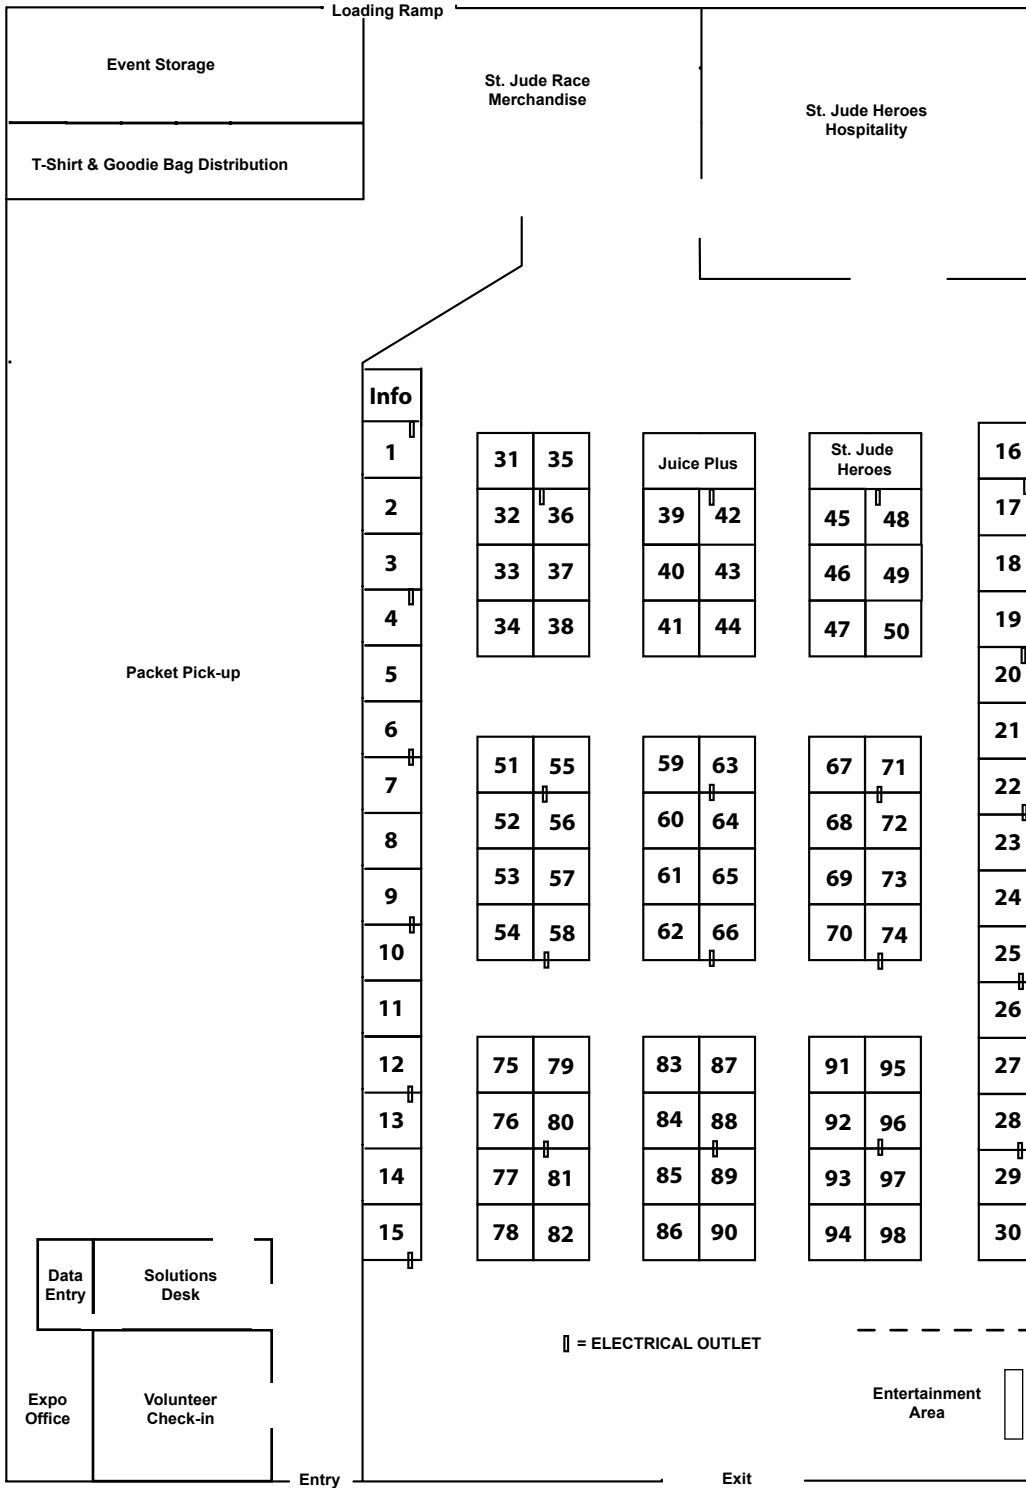 Loading Ramp
Event Storage
St. Jude Race
Merchandise
St. Jude Heroes
Hospitality
T-Shirt & Goodie Bag Distribution
Info
1
2
3
4
5
6
7
8
9
10
11
12
13
14
15
31 35
32 36
33 37
34 38
Juice Plus
39 42
40 43
41 44
St. Jude
Heroes
45 48
46 49
47 50
16
17
18
19
20
21
22
23
24
25
26
27
28
29
30
Packet Pick-up
51 55
52 56
53 57
54 58
59 63
60 64
61 65
62 66
67 71
68 72
69 73
70 74
75 79
76 80
77 81
78 82
83 87
84 88
85 89
86 90
91 95
92 96
93 97
94 98
Data
Entry
Solutions
Desk
= ELECTRICAL OUTLET
Expo
Office
Volunteer
Check-in
Entertainment
Area
Entry
Exit